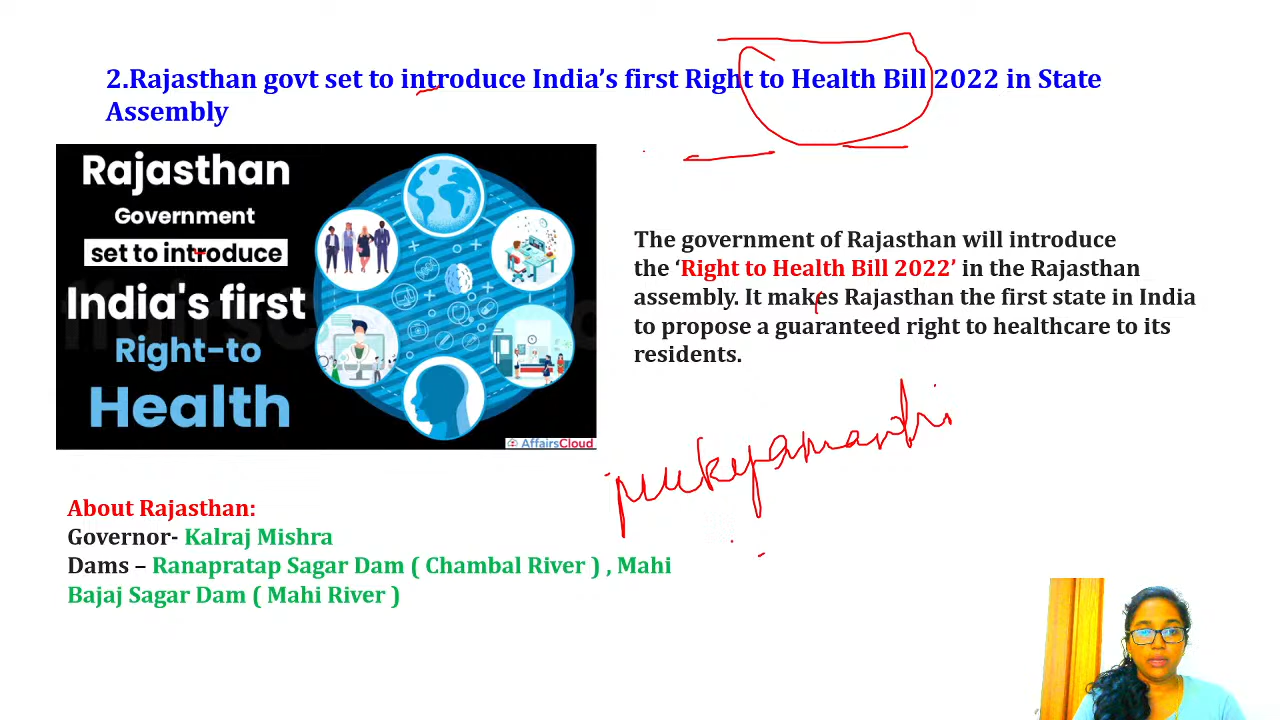 2.Rajasthan govt set to introduce India’s first Right to Health Bill 2022 in State
Assembly
Rajasthan
Government
set to introduce
India's first
Right-to
Health
AffairsCloud
The government of Rajasthan will introduce
the ‘Right to Health Bill 2022’ in the Rajasthan
assembly. It makes Rajasthan the first state in India
to propose a guaranteed right to healthcare to its
residents.
mukyamantri
About Rajasthan:
Governor- Kalraj Mishra
Dams – Ranapratap Sagar Dam ( Chambal River ) , Mahi
Bajaj Sagar Dam ( Mahi River )